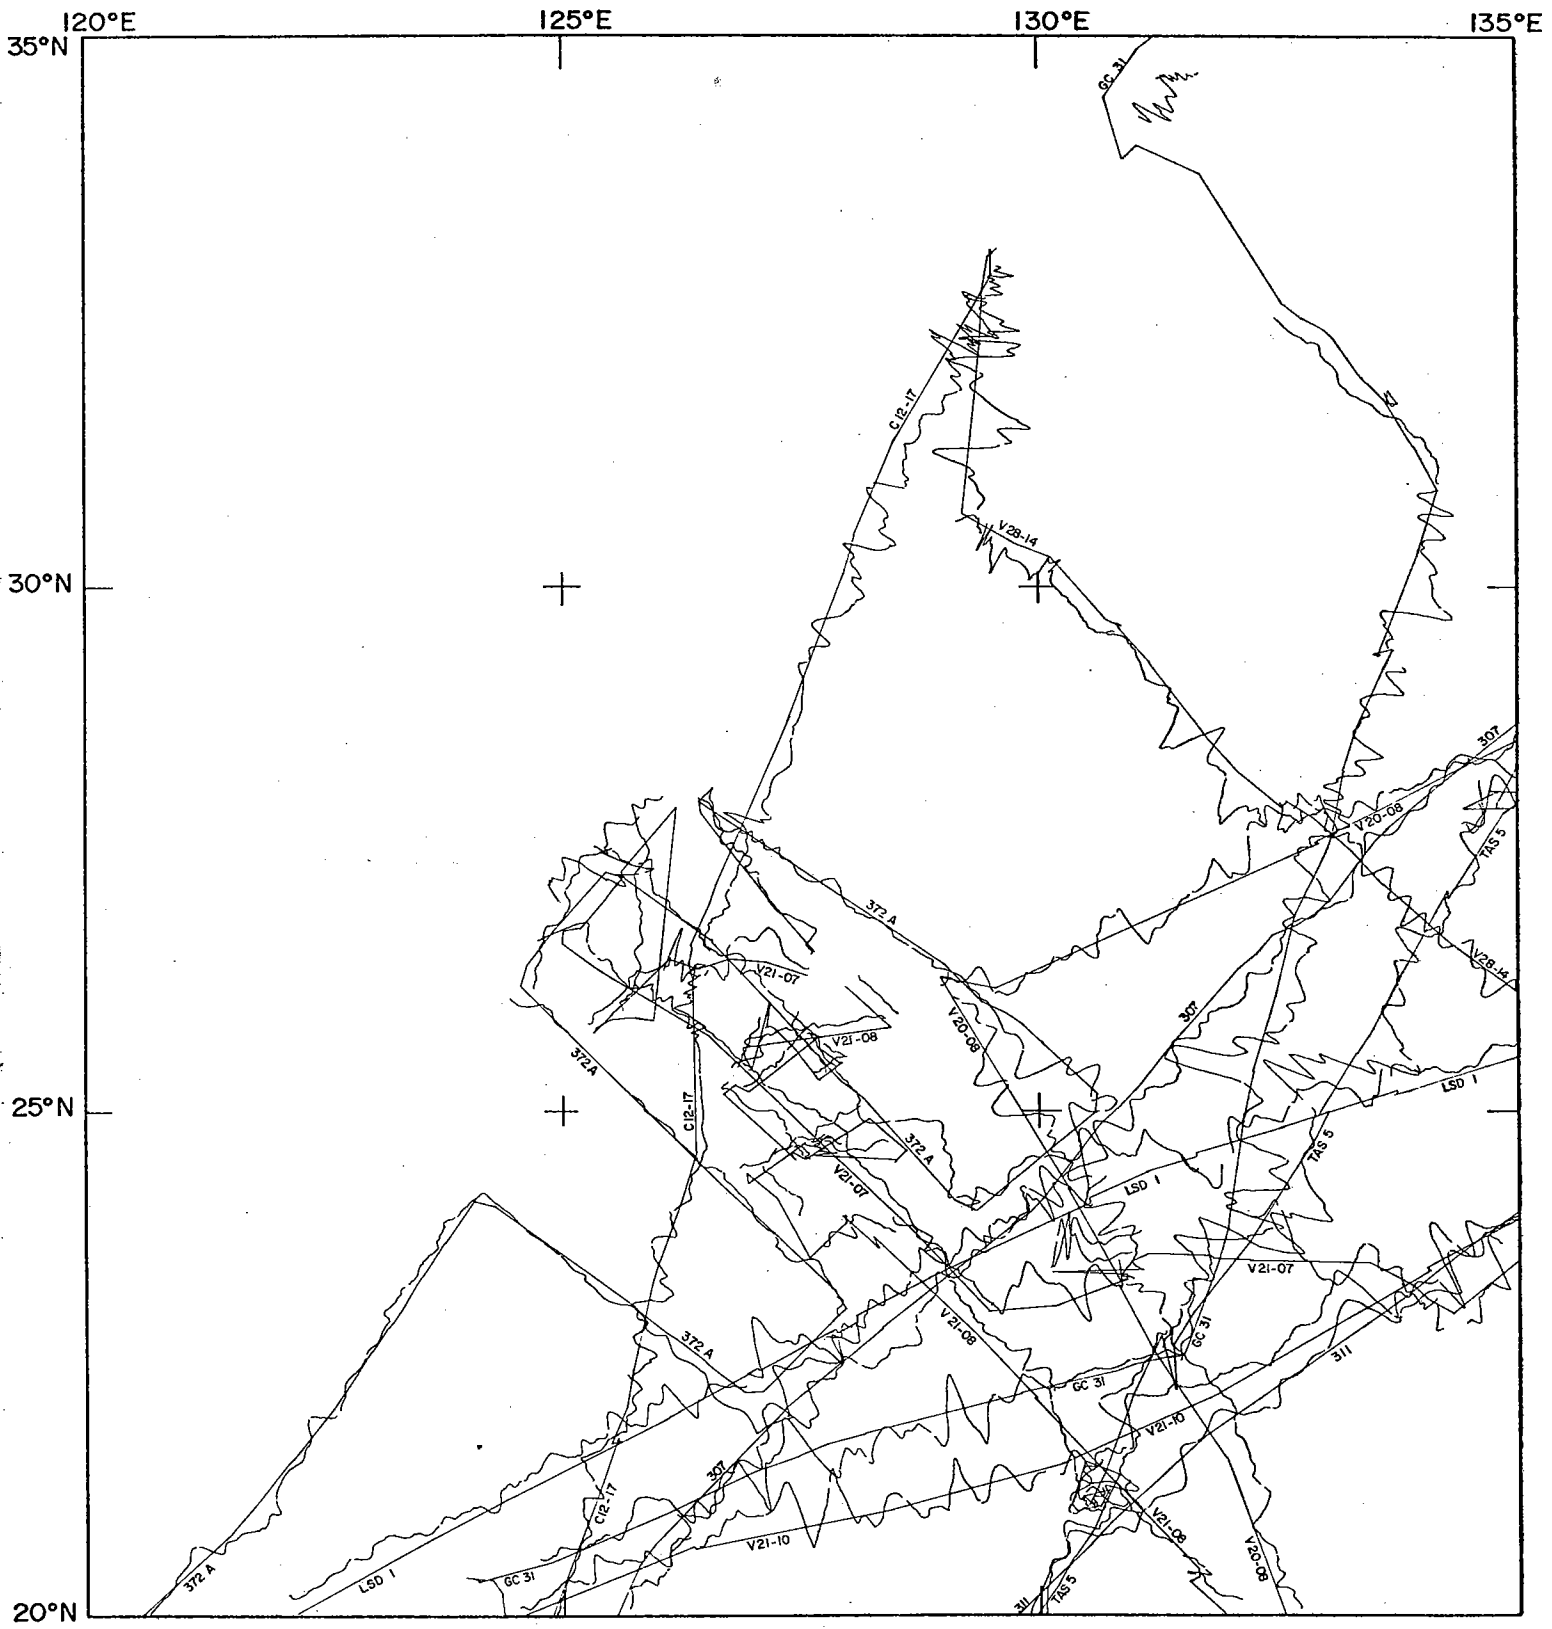 120°E 125°E 130°E 135°E
35°N
GC 31
C 12-17
V28-14
30°N
307
V20-08
TAS 5
372 A
V28-14
V21-07
307
V20-08
V21-08
372A
LSD 1
25°N
C12-17
TAS 5
372 A
V21-07
LSD 1
V21-07
V21-08
GC 31
372 A
311
GC 31
V21-10
307
C12-17
V21-08
V21-10
V20-08
372 A
LSD 1
GC 31
TAS 5
311
20°N